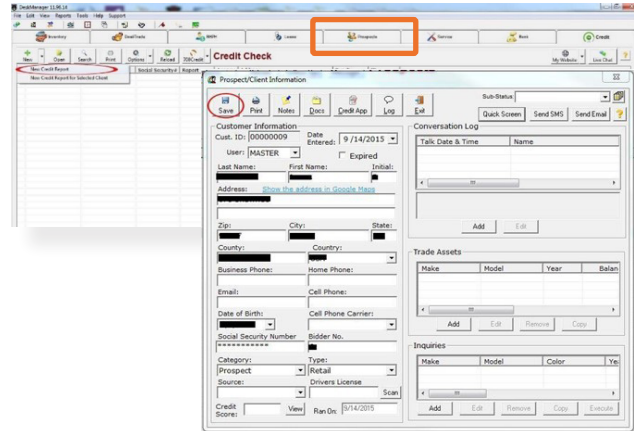 DeskManager
File Edit View Reports Tools Help Support
Inventory
DealTrade
BHPH
Lease
Prospects
Service
Rent
Credit
New
Open
Search
Print
Options
Reload
700Credit
Credit Check
My Website
Live Chat
New Credit Report
Social Security#
Report
New Credit Report for Selected Client
Prospect/Client Information
Save
Print
Notes
Docs
Credit App
Log
Exit
Sub-Status
Quick Screen
Send SMS
Send Email
Customer Information
Cust. ID: 00000009
Date Entered: 9 /14/2015
User: MASTER
Expired
Last Name:
First Name:
Initial:
Address:
Show the address in Google Maps
Zip:
City:
State:
County:
Country:
Business Phone:
Home Phone:
Email:
Cell Phone:
Date of Birth:
Cell Phone Carrier:
Social Security Number
Bidder No.
***********
Category:
Type:
Prospect
Retail
Source:
Drivers License
Scan
Credit Score:
View
Ran On:
9/14/2015
Conversation Log
Talk Date & Time
Name
Add
Edit
Trade Assets
Make
Model
Year
Balan
Add
Edit
Remove
Copy
Inquiries
Make
Model
Color
Ye
Add
Edit
Remove
Copy
Execute